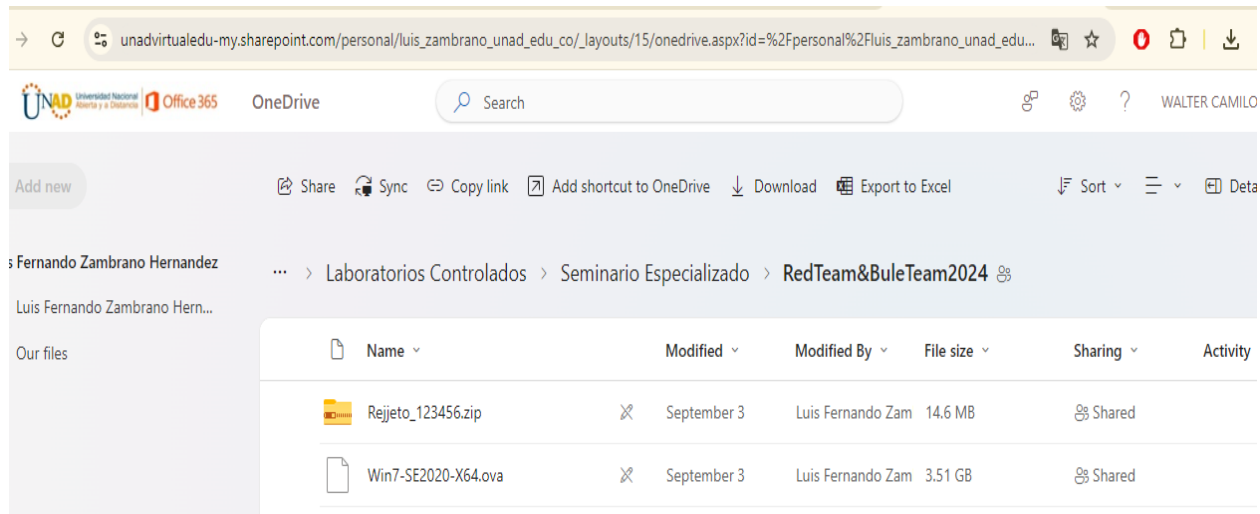 unadvirtualedu-my.sharepoint.com/personal/luis_zambrano_unad_edu_co/_layouts/15/onedrive.aspx?id=%2Fpersonal%2Fluis_zambrano_unad_edu...
UNAD Universidad Nacional Abierta y a Distancia Office 365 OneDrive Search WALTER CAMILO
Add new Share Sync Copy link Add shortcut to OneDrive Download Export to Excel Sort Deta
s Fernando Zambrano Hernandez
... > Laboratorios Controlados > Seminario Especializado > RedTeam&BuleTeam2024
Luis Fernando Zambrano Hern...
Our files
Name Modified Modified By File size Sharing Activity
Rejjeto_123456.zip September 3 Luis Fernando Zam 14.6 MB Shared
Win7-SE2020-X64.ova September 3 Luis Fernando Zam 3.51 GB Shared